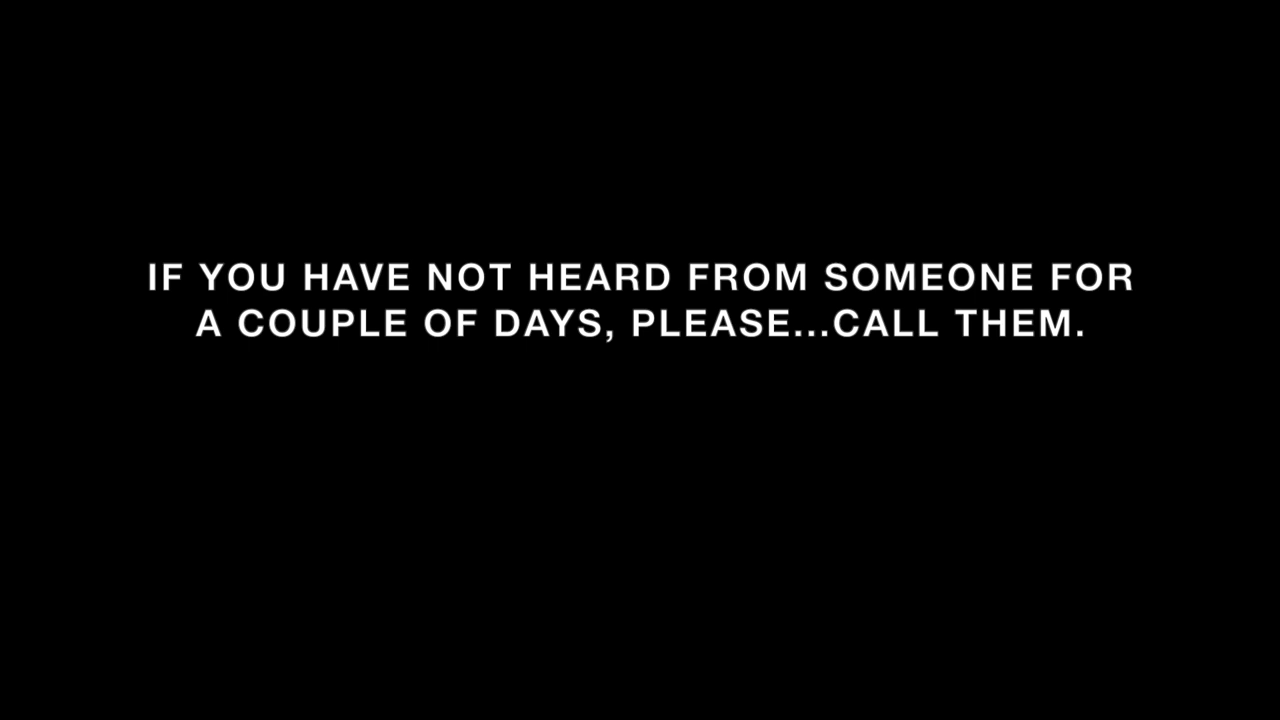 IF YOU HAVE NOT HEARD FROM SOMEONE FOR
A COUPLE OF DAYS, PLEASE...CALL THEM.